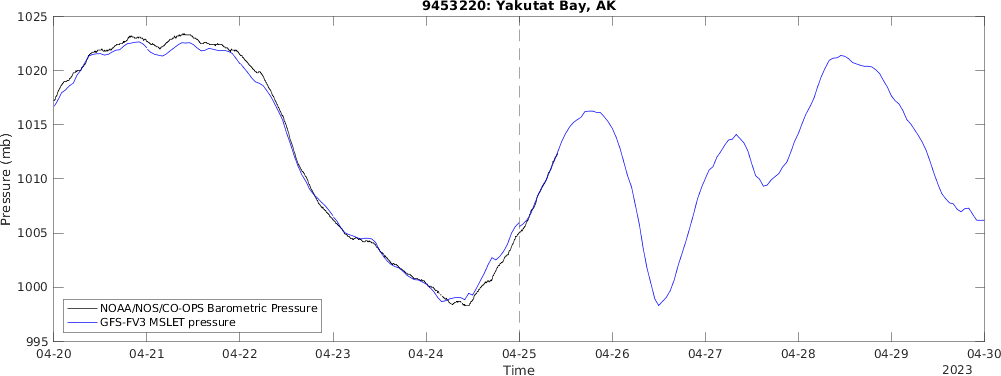 9453220: Yakutat Bay, AK
1025
1020
1015
1010
1005
1000
995
Pressure (mb)
NOAA/NOS/CO-OPS Barometric Pressure
GFS-FV3 MSLET pressure
04-20 04-21 04-22 04-23 04-24 04-25 04-26 04-27 04-28 04-29 04-30
Time
2023